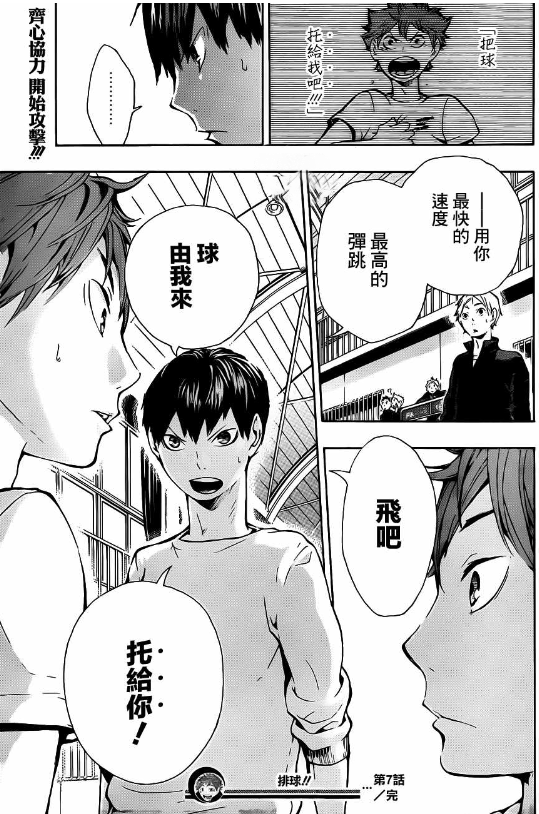 「把球
托給我吧!!!」
………
齊心協力 開始攻擊!!!…
——用你
最快的
速度
最高的
彈跳
球
由我來
飛吧
托給你!
排球!!
…第7話
／完